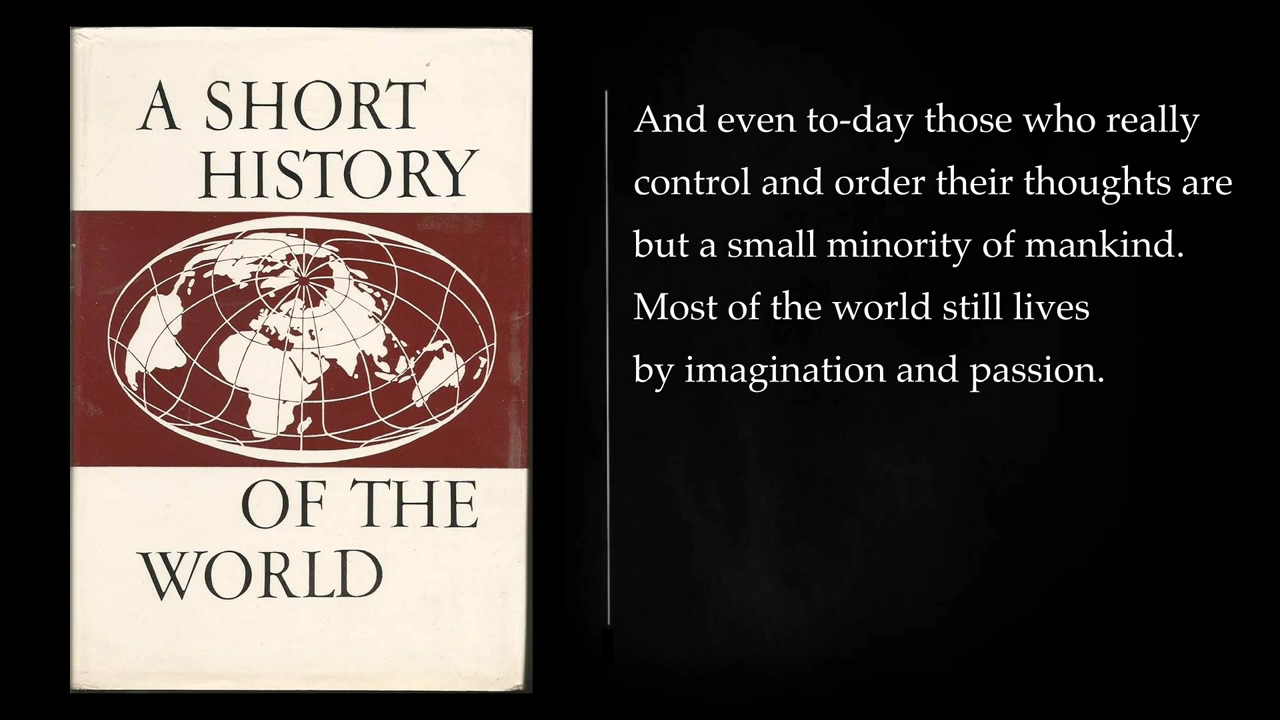 A SHORT
HISTORY
OF THE
WORLD
And even to-day those who really
control and order their thoughts are
but a small minority of mankind.
Most of the world still lives
by imagination and passion.